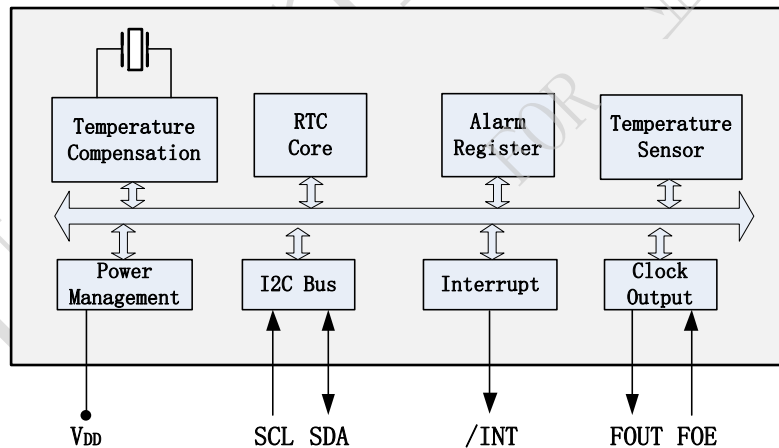 Temperature
Compensation
RTC
Core
Alarm
Register
Temperature
Sensor
Power
Management
I2C Bus
Interrupt
Clock
Output
VDD
SCL SDA
/INT
FOUT FOE
FOR